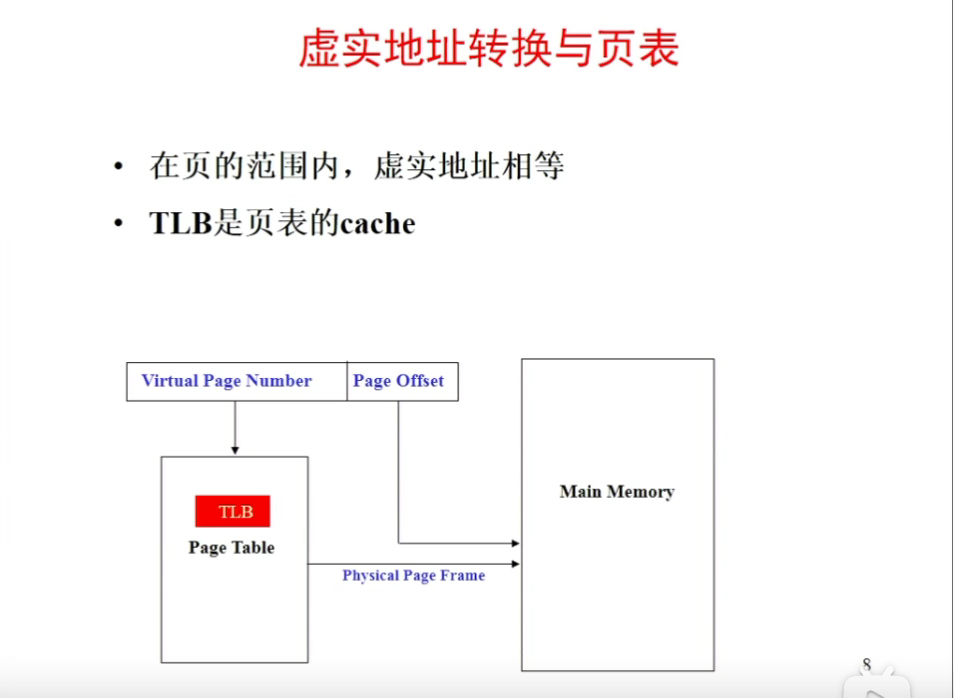 虚实地址转换与页表
• 在页的范围内，虚实地址相等
• TLB是页表的cache
Virtual Page Number
Page Offset
TLB
Page Table
Main Memory
Physical Page Frame
8